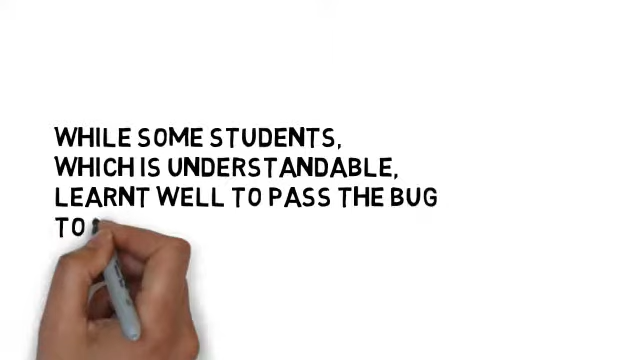 WHILE SOME STUDENTS,
WHICH IS UNDERSTANDABLE,
LEARNT WELL TO PASS THE BUG
TO